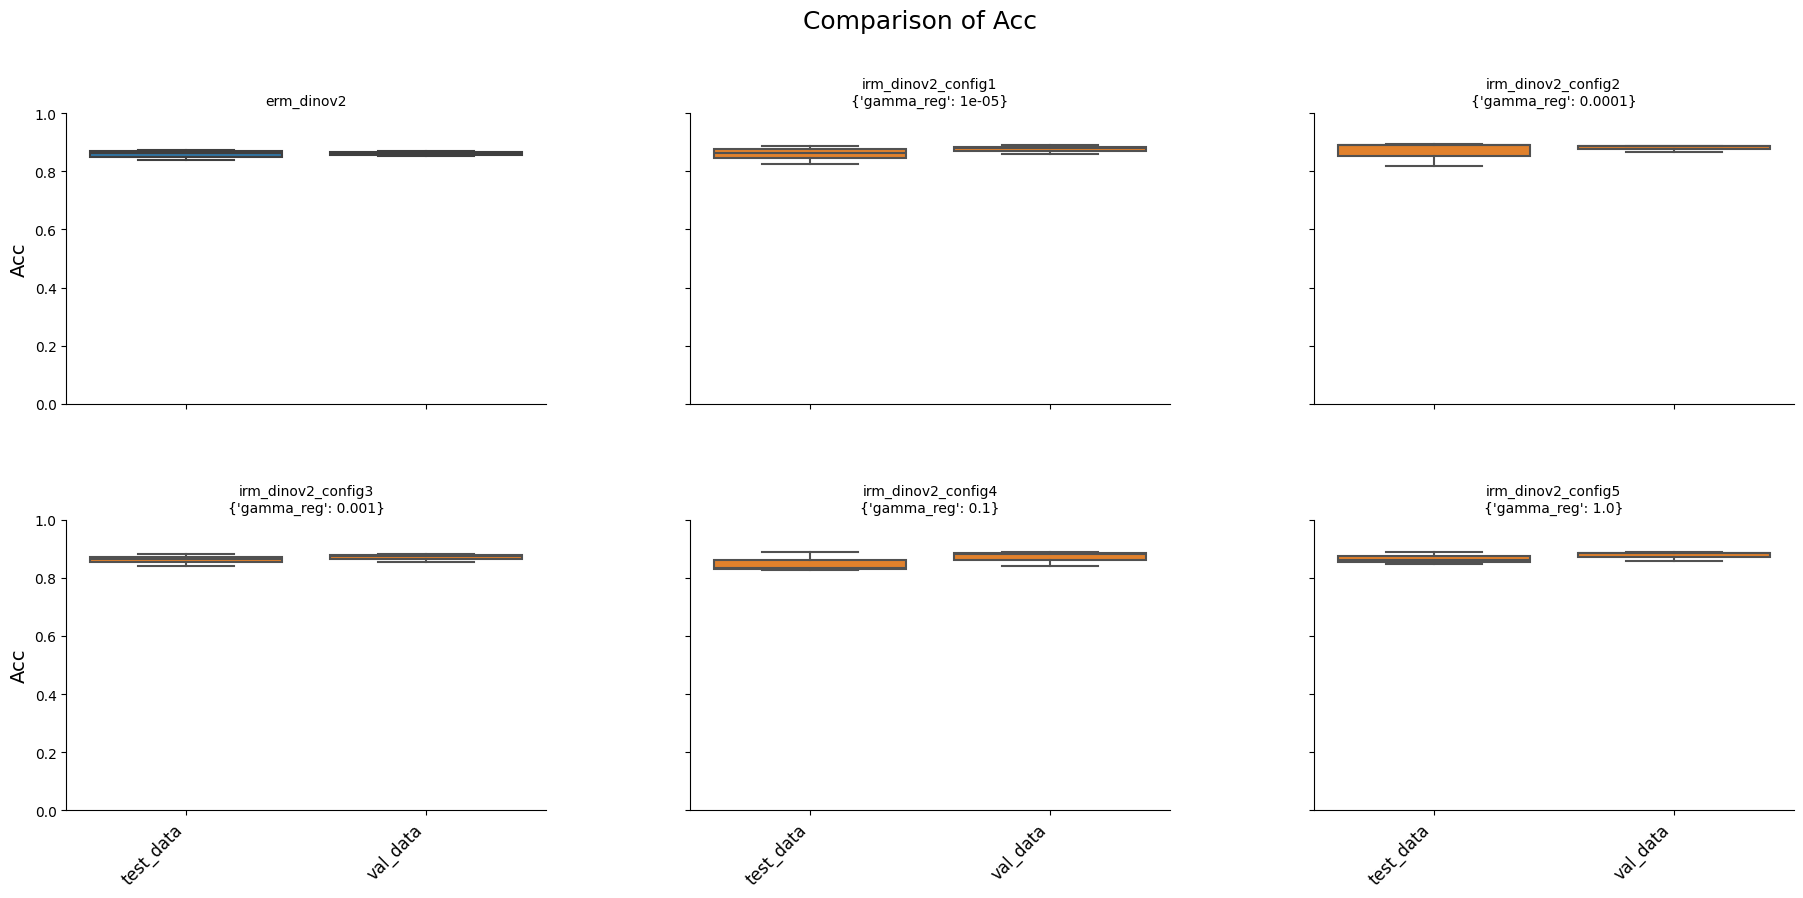 Comparison of Acc
erm_dinov2
irm_dinov2_config1
{'gamma_reg': 1e-05}
irm_dinov2_config2
{'gamma_reg': 0.0001}
Acc
1.0
0.8
0.6
0.4
0.2
0.0
irm_dinov2_config3
{'gamma_reg': 0.001}
irm_dinov2_config4
{'gamma_reg': 0.1}
irm_dinov2_config5
{'gamma_reg': 1.0}
Acc
1.0
0.8
0.6
0.4
0.2
0.0
test_data
val_data
test_data
val_data
test_data
val_data